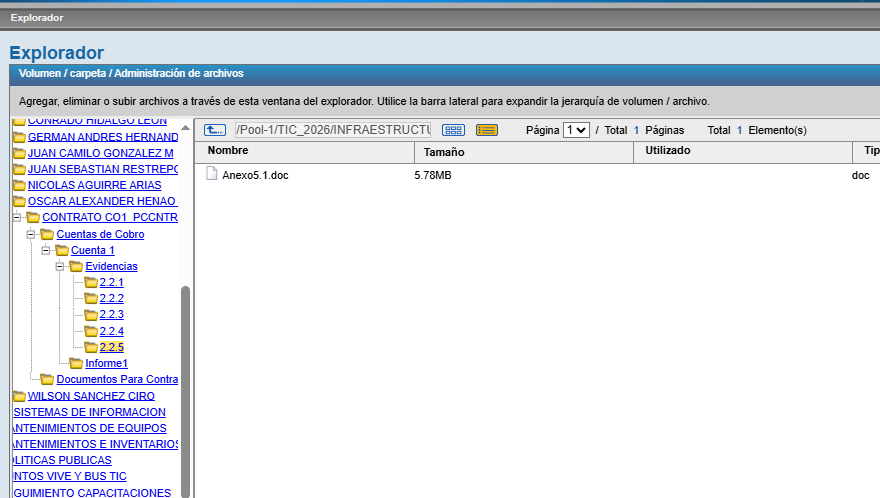 Explorador
Explorador
Volumen / carpeta / Administración de archivos
Agregar, eliminar o subir archivos a través de esta ventana del explorador. Utilice la barra lateral para expandir la jerarquía de volumen / archivo.
CONRADO HIDALGO LEON
GERMAN ANDRES HERNAND
JUAN CAMILO GONZALEZ M
JUAN SEBASTIAN RESTREPO
NICOLAS AGUIRRE ARIAS
OSCAR ALEXANDER HENAO
CONTRATO CO1_PCCNTR
Cuentas de Cobro
Cuenta 1
Evidencias
2.2.1
2.2.2
2.2.3
2.2.4
2.2.5
Informe1
Documentos Para Contra
WILSON SANCHEZ CIRO
SISTEMAS DE INFORMACION
ANTENIMIENTOS DE EQUIPOS
ANTENIMIENTOS E INVENTARIOS
OLITICAS PUBLICAS
NTOS VIVE Y BUS TIC
GUIMIENTO CAPACITACIONES
/Pool-1/TIC_2026/INFRAESTRUCTU Página 1 / Total 1 Páginas Total 1 Elemento(s)
Nombre Tamaño Utilizado Tip
Anexo5.1.doc 5.78MB doc